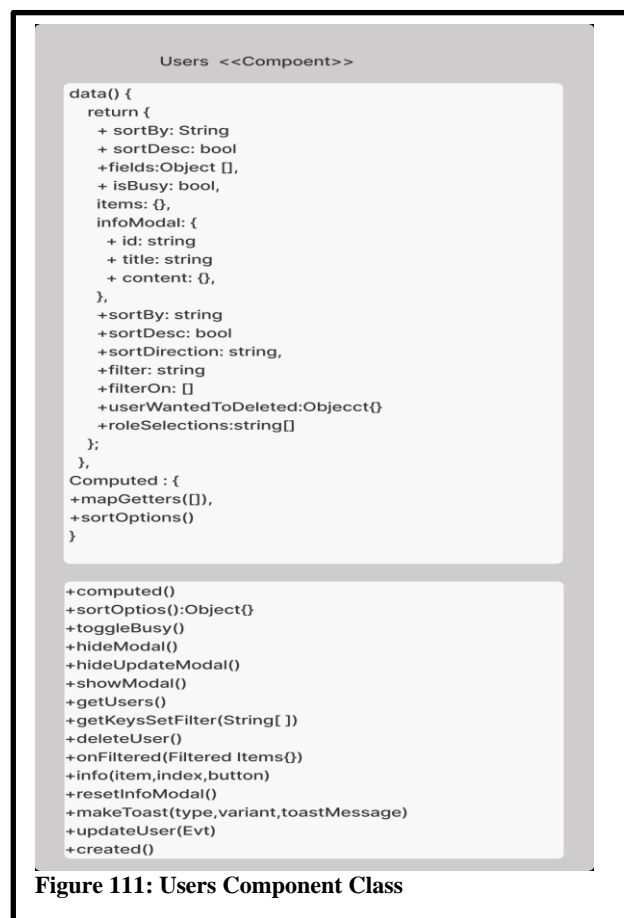 Users <<Compoent>>
data() {
return {
+ sortBy: String
+ sortDesc: bool
+fields:Object [],
+ isBusy: bool,
items: {},
infoModal: {
+ id: string
+ title: string
+ content: {},
},
+sortBy: string
+sortDesc: bool
+sortDirection: string,
+filter: string
+filterOn: []
+userWantedToDeleted:Objecct{}
+roleSelections:string[]
};
},
Computed : {
+mapGetters([]),
+sortOptions()
}
+computed()
+sortOptios():Object{}
+toggleBusy()
+hideModal()
+hideUpdateModal()
+showModal()
+getUsers()
+getKeysSetFilter(String[ ])
+deleteUser()
+onFiltered(Filtered Items{})
+info(item,index,button)
+resetInfoModal()
+makeToast(type,variant,toastMessage)
+updateUser(Evt)
+created()
Figure 111: Users Component Class